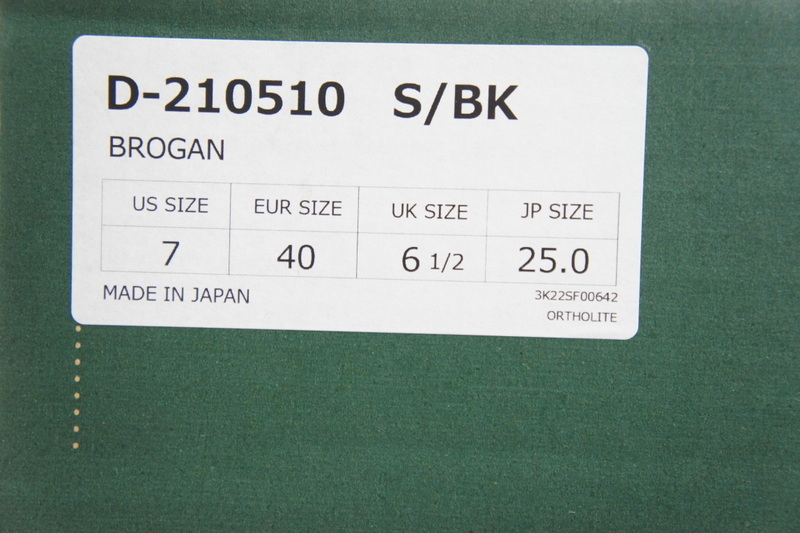 D-210510 S/BK
BROGAN
US SIZE EUR SIZE UK SIZE JP SIZE
7 40 6 1/2 25.0
MADE IN JAPAN 3K22SF00642
ORTHOLITE